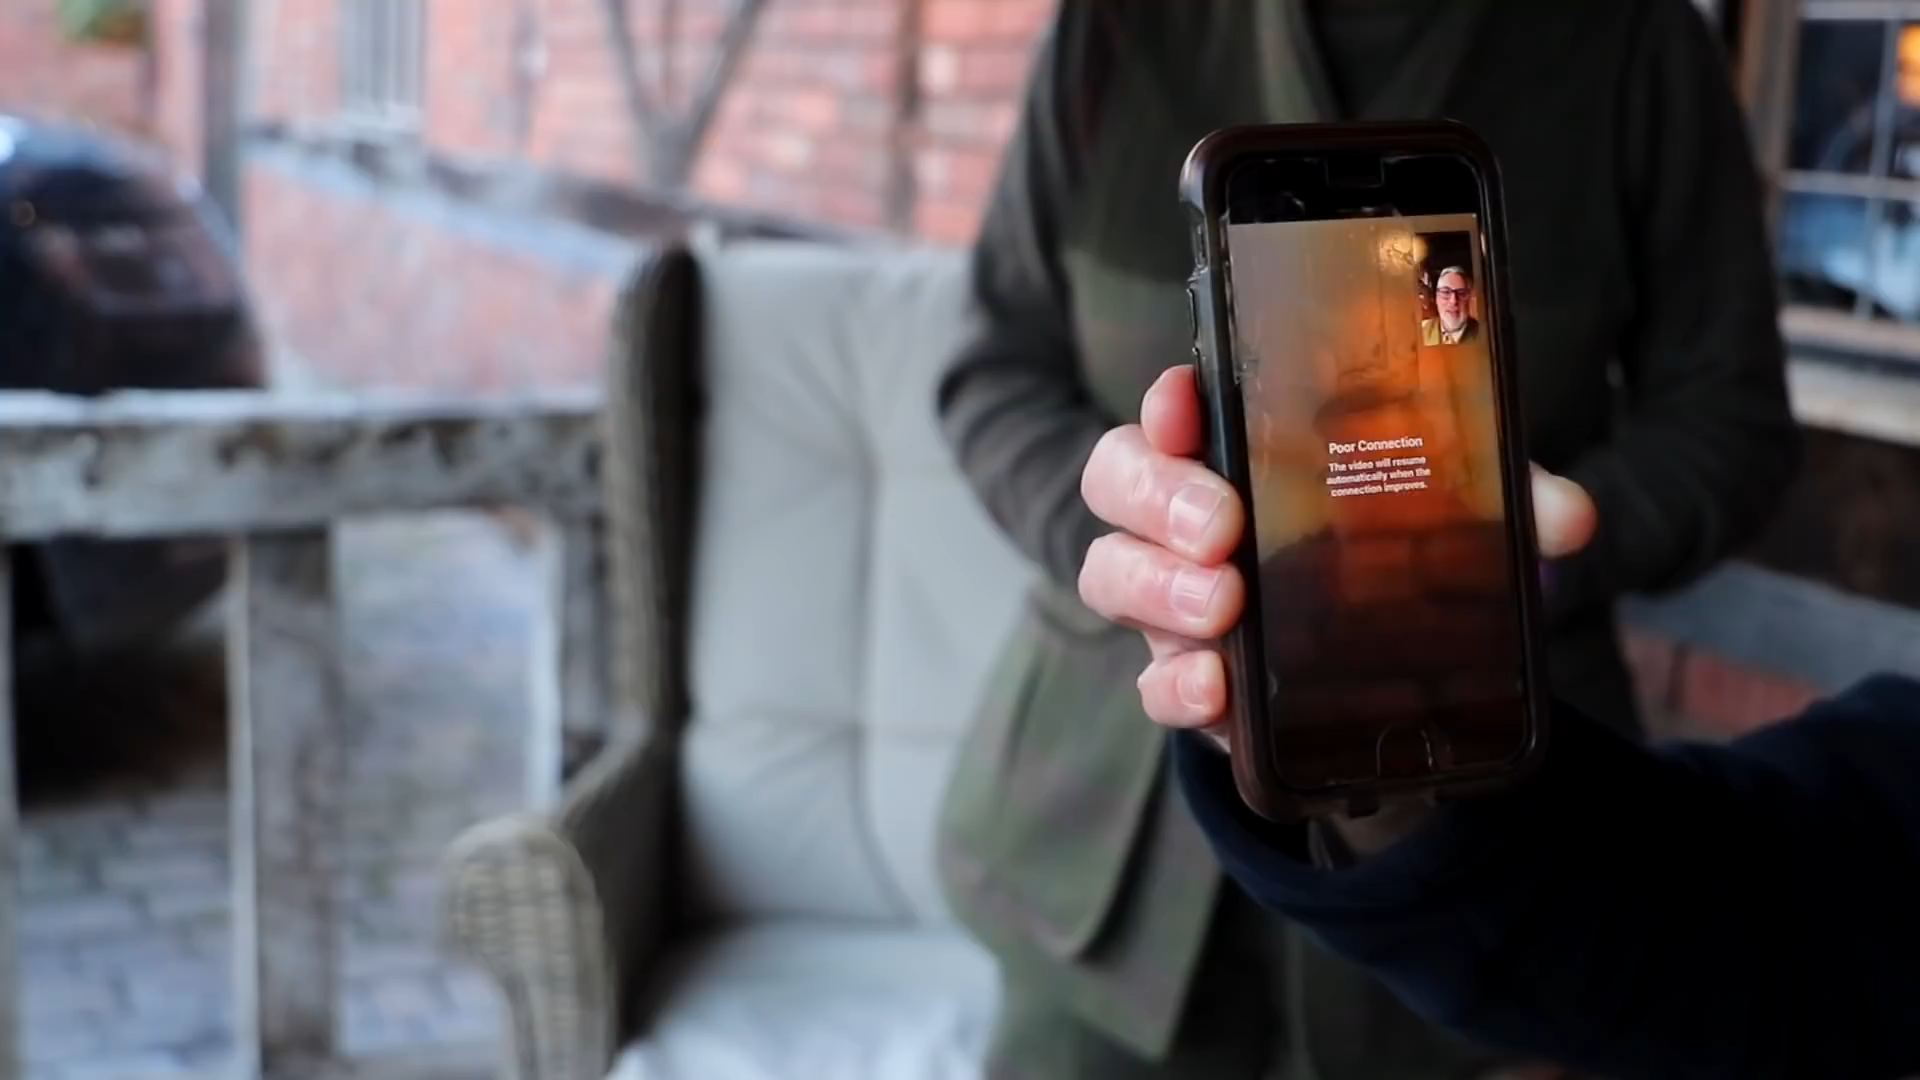 Poor Connection
The video will resume
automatically when the
connection improves.